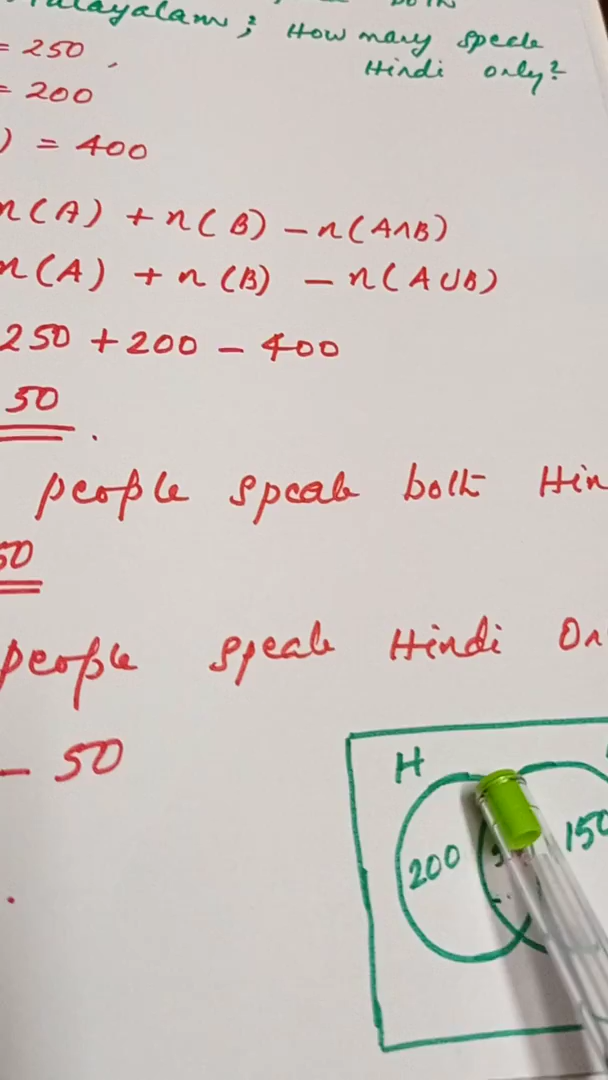 Malayalam; How many speak
Hindi only?
= 250
= 200
) = 400
n(A) + n(B) - n(A∩B)
n(A) + n(B) - n(A∪B)
250 + 200 - 400
50
people speak both Hin
50
people speak Hindi On
- 50
H
200
150